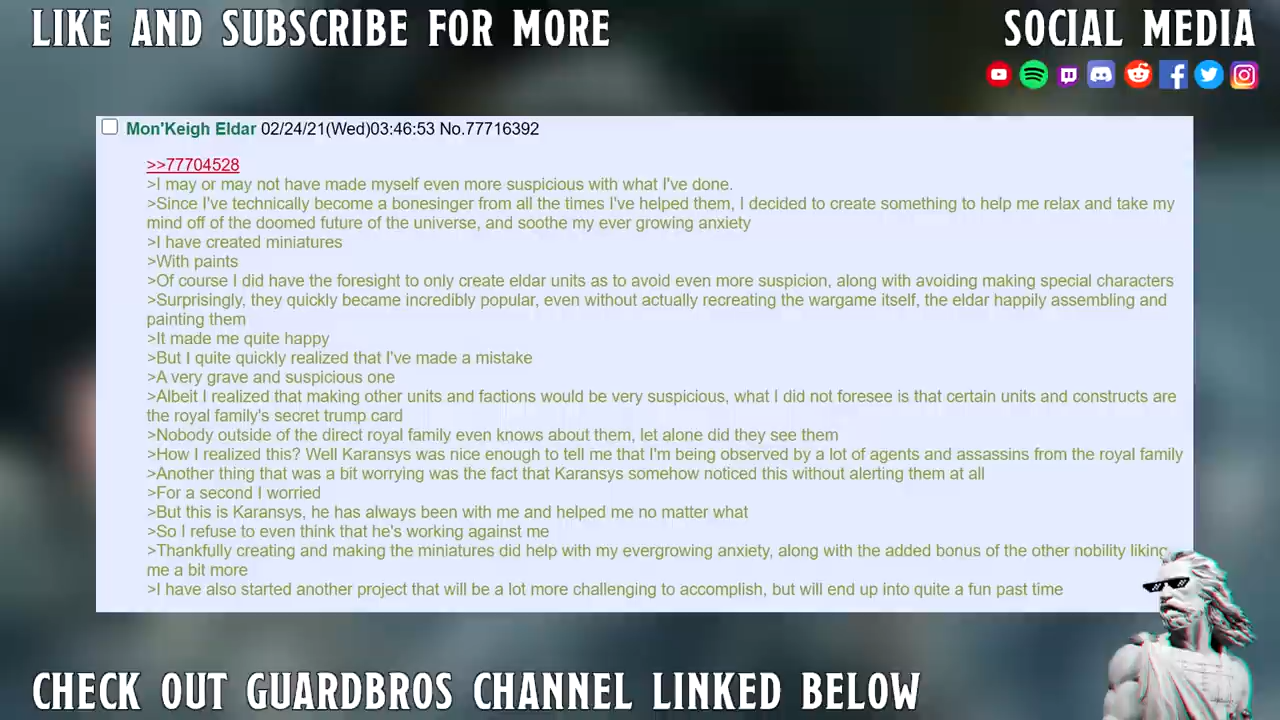 LIKE AND SUBSCRIBE FOR MORE
SOCIAL MEDIA
Mon'Keigh Eldar 02/24/21(Wed)03:46:53 No.77716392
>>77704528
>I may or may not have made myself even more suspicious with what I've done.
>Since I've technically become a bonesinger from all the times I've helped them, I decided to create something to help me relax and take my
mind off of the doomed future of the universe, and soothe my ever growing anxiety
>I have created miniatures
>With paints
>Of course I did have the foresight to only create eldar units as to avoid even more suspicion, along with avoiding making special characters
>Surprisingly, they quickly became incredibly popular, even without actually recreating the wargame itself, the eldar happily assembling and
painting them
>It made me quite happy
>But I quite quickly realized that I've made a mistake
>A very grave and suspicious one
>Albeit I realized that making other units and factions would be very suspicious, what I did not foresee is that certain units and constructs are
the royal family's secret trump card
>Nobody outside of the direct royal family even knows about them, let alone did they see them
>How I realized this? Well Karansys was nice enough to tell me that I'm being observed by a lot of agents and assassins from the royal family
>Another thing that was a bit worrying was the fact that Karansys somehow noticed this without alerting them at all
>For a second I worried
>But this is Karansys, he has always been with me and helped me no matter what
>So I refuse to even think that he's working against me
>Thankfully creating and making the miniatures did help with my evergrowing anxiety, along with the added bonus of the other nobility liking
me a bit more
>I have also started another project that will be a lot more challenging to accomplish, but will end up into quite a fun past time
CHECK OUT GUARDBROS CHANNEL LINKED BELOW